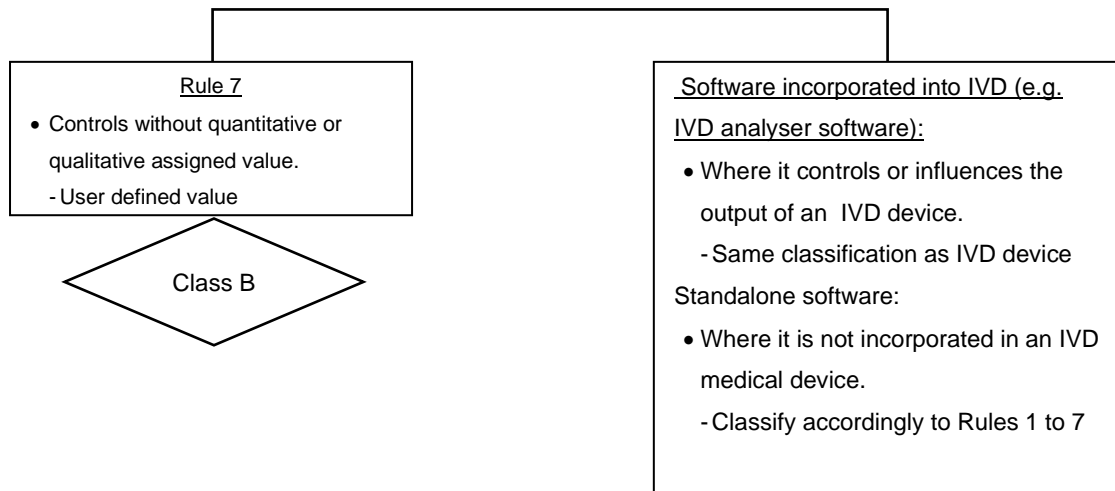 Rule 7
• Controls without quantitative or
qualitative assigned value.
- User defined value
Class B
Software incorporated into IVD (e.g.
IVD analyser software):
• Where it controls or influences the
output of an IVD device.
- Same classification as IVD device
Standalone software:
• Where it is not incorporated in an IVD
medical device.
- Classify accordingly to Rules 1 to 7